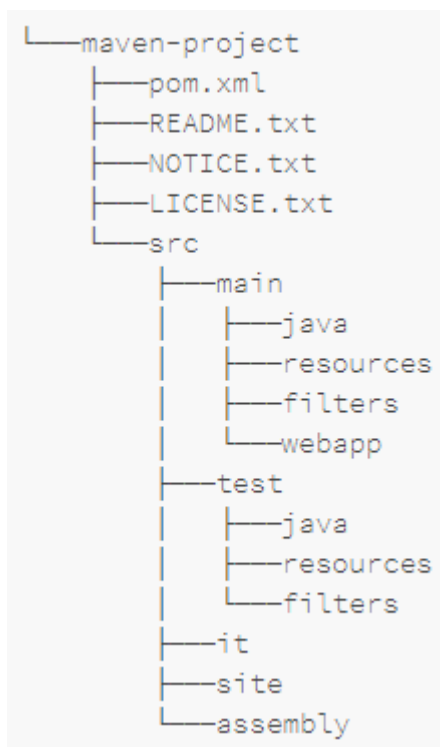 └───maven-project
    ├───pom.xml
    ├───README.txt
    ├───NOTICE.txt
    ├───LICENSE.txt
    └───src
        ├───main
        │   ├───java
        │   ├───resources
        │   ├───filters
        │   └───webapp
        ├───test
        │   ├───java
        │   ├───resources
        │   └───filters
        ├───it
        ├───site
        └───assembly